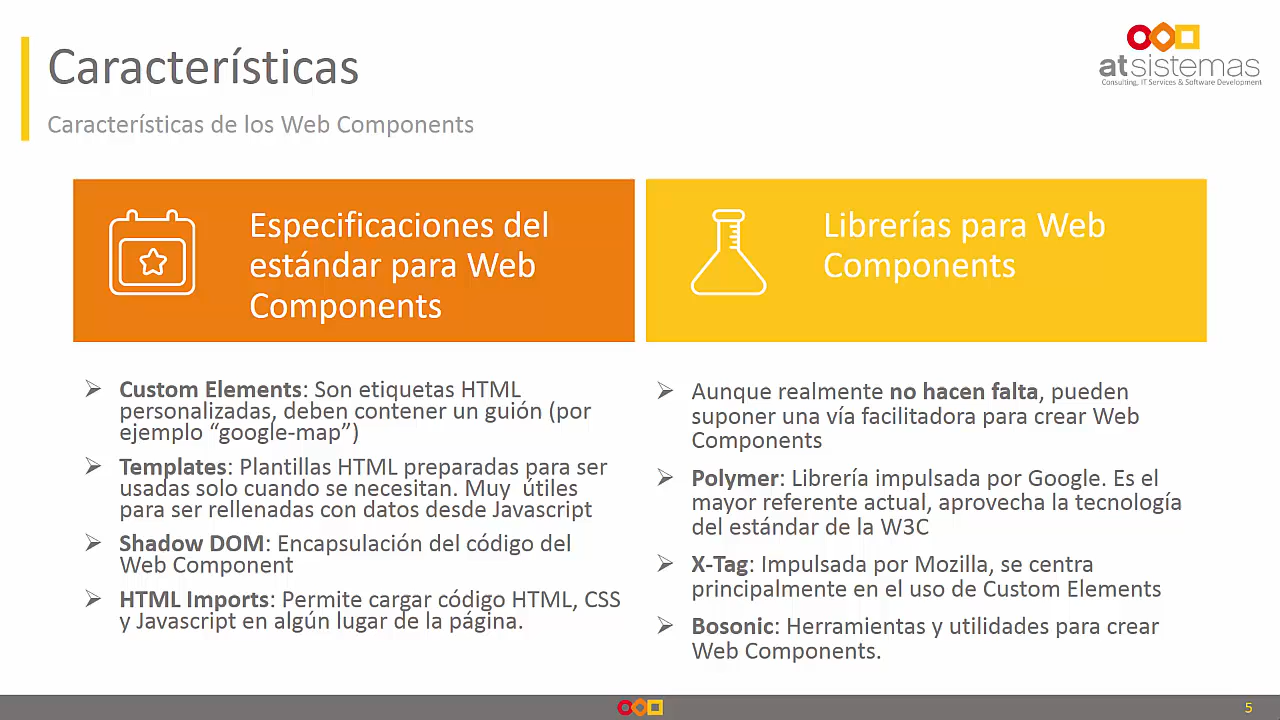 Características
Características de los Web Components
atsistemas
Consulting, IT Services & Software Development
Especificaciones del
estándar para Web
Components
Custom Elements: Son etiquetas HTML
personalizadas, deben contener un guión (por
ejemplo “google-map”)
Templates: Plantillas HTML preparadas para ser
usadas solo cuando se necesitan. Muy  útiles
para ser rellenadas con datos desde Javascript
Shadow DOM: Encapsulación del código del
Web Component
HTML Imports: Permite cargar código HTML, CSS
y Javascript en algún lugar de la página.
Librerías para Web
Components
Aunque realmente no hacen falta, pueden
suponer una vía facilitadora para crear Web
Components
Polymer: Librería impulsada por Google. Es el
mayor referente actual, aprovecha la tecnología
del estándar de la W3C
X-Tag: Impulsada por Mozilla, se centra
principalmente en el uso de Custom Elements
Bosonic: Herramientas y utilidades para crear
Web Components.
5